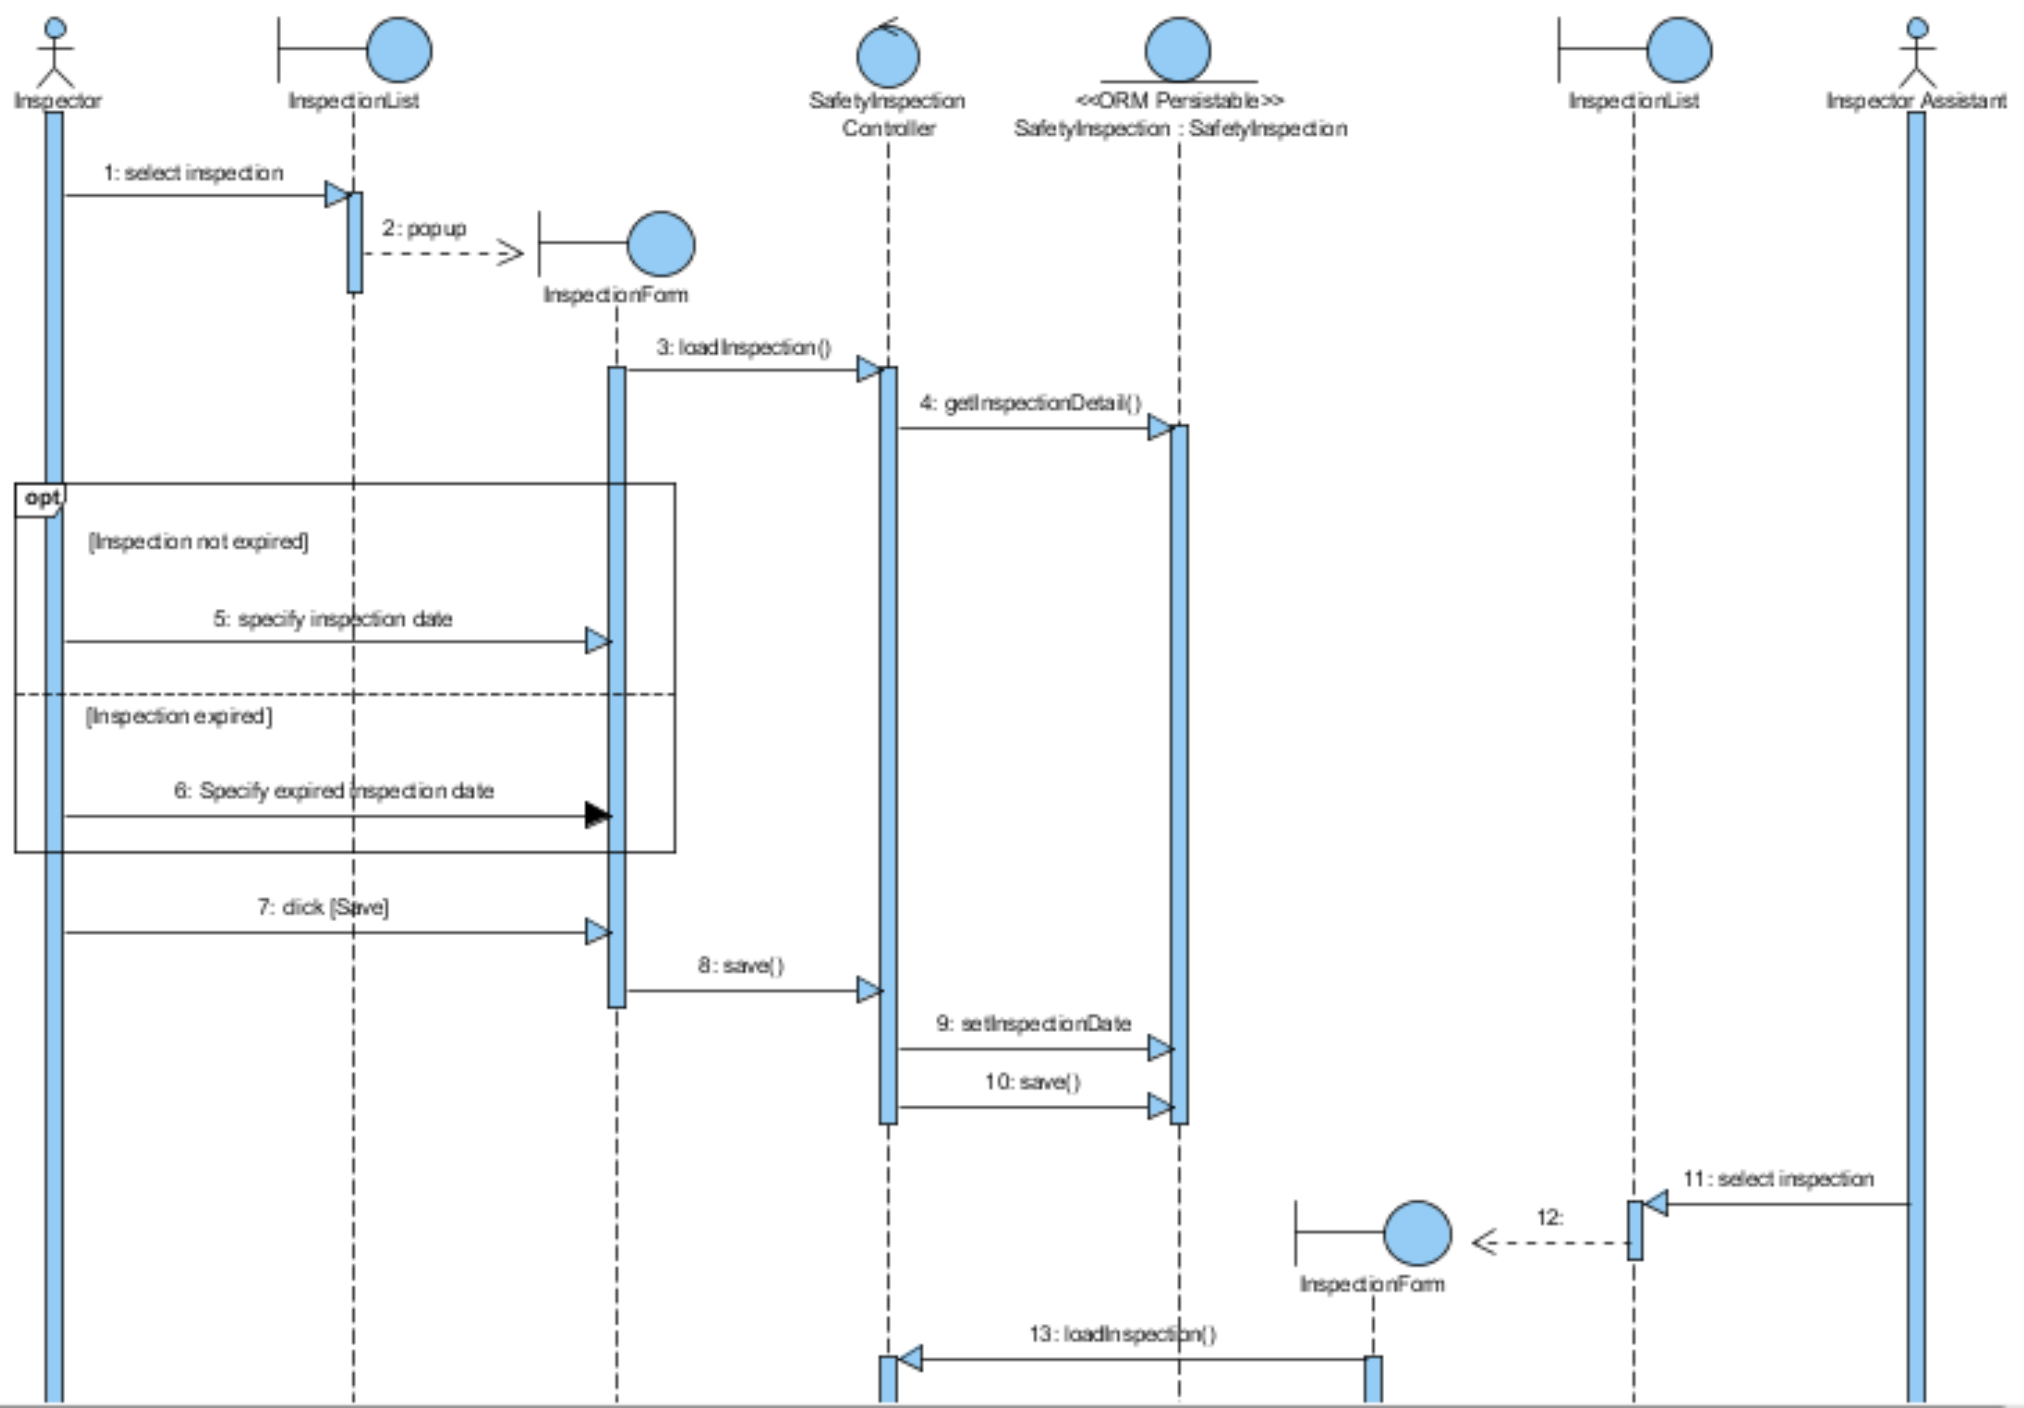 Inspector
InspectionList
SafetyInspection
Controller
<<ORM Persistable>>
SafetyInspection : SafetyInspection
InspectionList
Inspector Assistant
1: select inspection
2: popup
InspectionForm
3: loadInspection()
4: getInspectionDetail()
opt
[Inspection not expired]
5: specify inspection date
[Inspection expired]
6: Specify expired inspection date
7: click [Save]
8: save()
9: setInspectionDate
10: save()
11: select inspection
12:
InspectionForm
13: loadInspection()